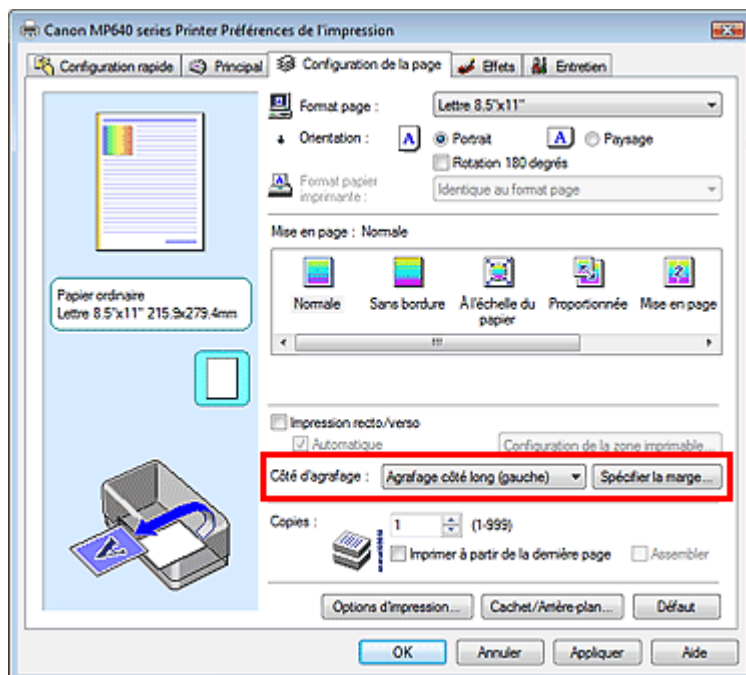 Canon MP640 series Printer Préférences de l'impression
Configuration rapide Principal Configuration de la page Effets Entretien
Format page : Lettre 8.5"x11"
Orientation : A Portrait A Paysage
Rotation 180 degrés
Format papier imprimante : Identique au format page
Mise en page : Normale
Normale Sans bordure À l'échelle du papier Proportionnée Mise en page
Papier ordinaire
Lettre 8.5"x11" 215.9x279.4mm
Impression recto/verso
Automatique Configuration de la zone imprimable...
Côté d'agrafage : Agrafage côté long (gauche) Spécifier la marge...
Copies : 1 (1-999)
Imprimer à partir de la dernière page Assembler
Options d'impression... Cachet/Arrière-plan... Défaut
OK Annuler Appliquer Aide